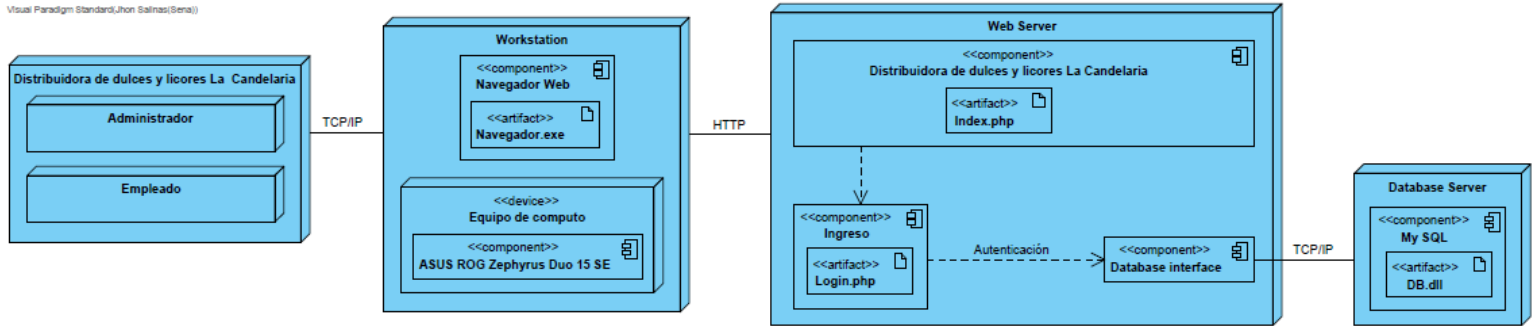 Visual Paradigm Standard(Jhon Salinas(Sena))
Distribuidora de dulces y licores La Candelaria
Administrador
Empleado
TCP/IP
Workstation
<<component>>
Navegador Web
<<artifact>>
Navegador.exe
<<device>>
Equipo de computo
<<component>>
ASUS ROG Zephyrus Duo 15 SE
HTTP
Web Server
<<component>>
Distribuidora de dulces y licores La Candelaria
<<artifact>>
Index.php
<<component>>
Ingreso
<<artifact>>
Login.php
Autenticación
<<component>>
Database interface
TCP/IP
Database Server
<<component>>
My SQL
<<artifact>>
DB.dll